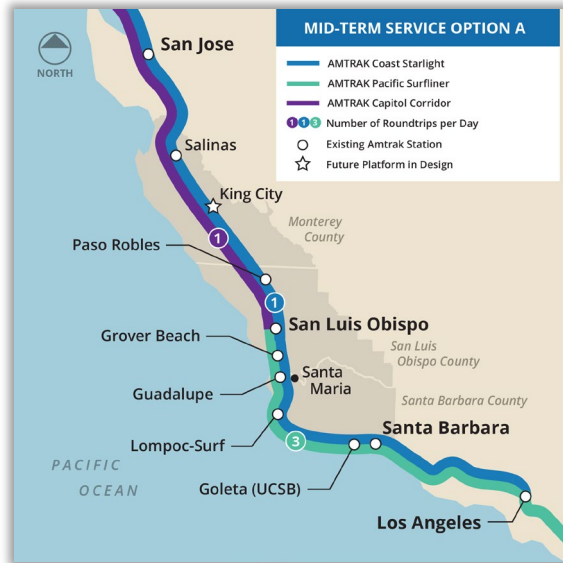 MID-TERM SERVICE OPTION A
AMTRAK Coast Starlight
AMTRAK Pacific Surfliner
AMTRAK Capitol Corridor
1 1 3 Number of Roundtrips per Day
Existing Amtrak Station
Future Platform in Design
NORTH
San Jose
Salinas
King City
Monterey
County
1
Paso Robles
1
San Luis Obispo
Grover Beach
San Luis
Obispo County
Santa
Maria
Guadalupe
Santa Barbara County
Santa Barbara
Lompoc-Surf
3
PACIFIC
OCEAN
Goleta (UCSB)
Los Angeles